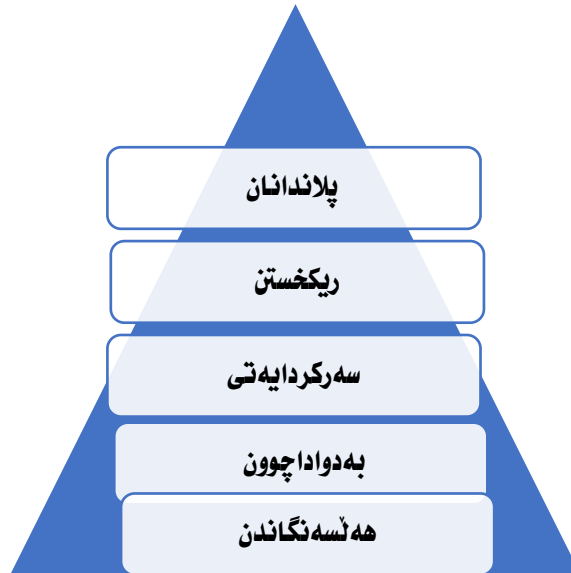 پلاندانان
ریکخستن
سەرکردایەتی
بەدواداچوون
هەڵسەنگاندن